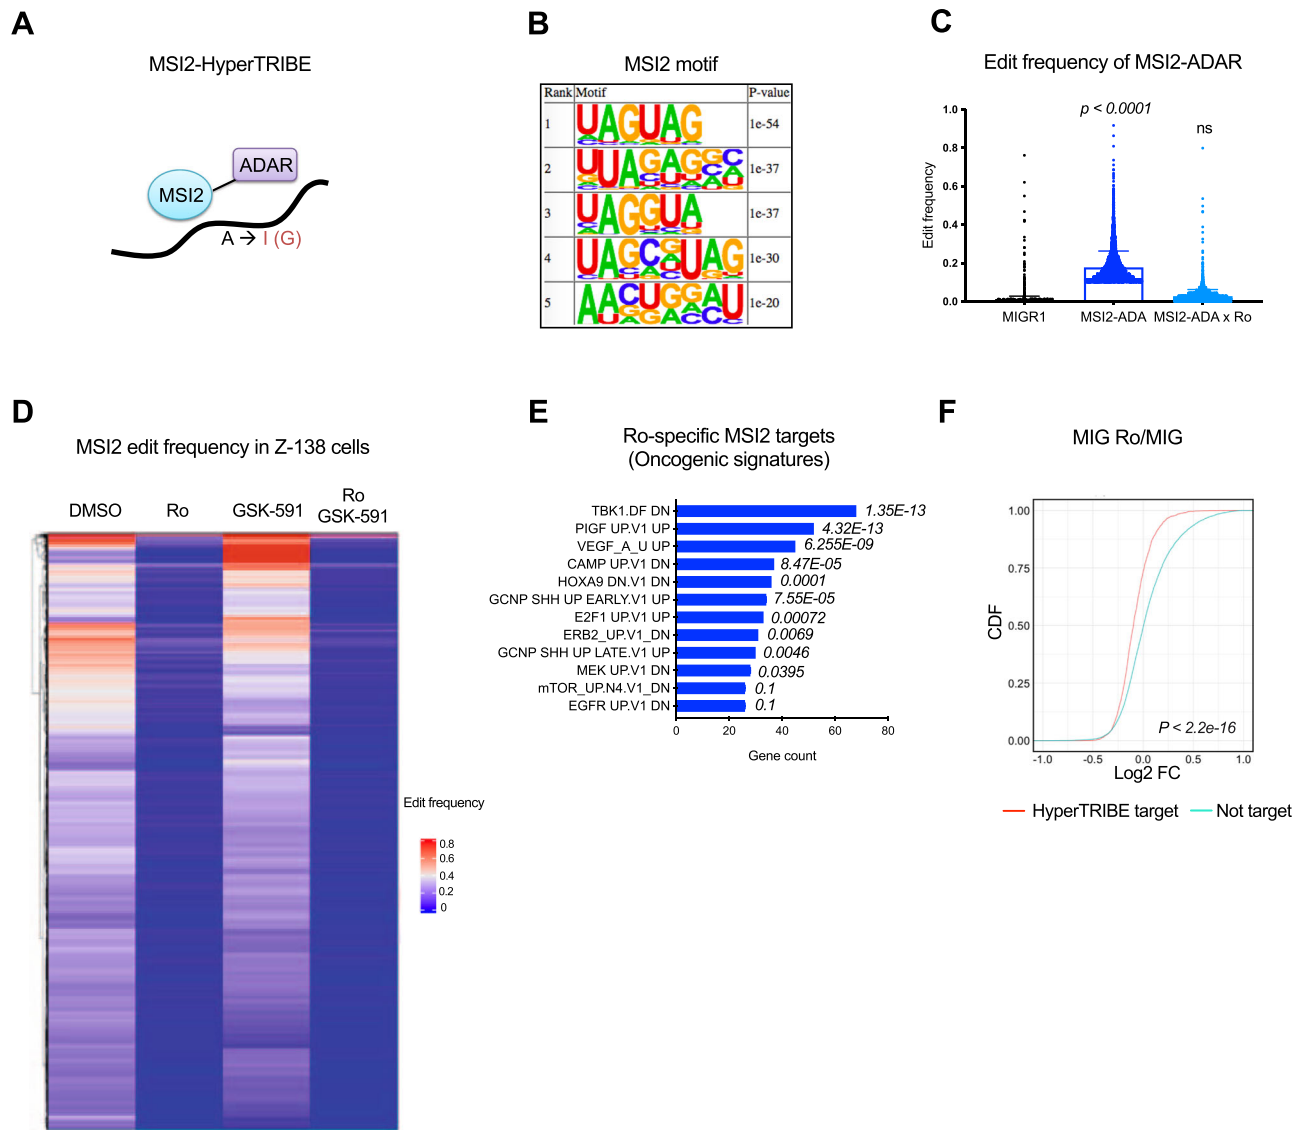 A
MSI2-HyperTRIBE
ADAR
MSI2
A → I (G)
B
MSI2 motif
Rank Motif P-value
1 UAGUAG 1e-54
2 UUAGAGGC 1e-37
3 UAGGUA 1e-37
4 UAGCGUAG 1e-30
5 AACUGGAU 1e-20
C
Edit frequency of MSI2-ADAR
p < 0.0001
ns
Edit frequency
1.0
0.8
0.6
0.4
0.2
0.0
MIGR1 MSI2-ADA MSI2-ADA x Ro
D
MSI2 edit frequency in Z-138 cells
DMSO Ro GSK-591 Ro
GSK-591
Edit frequency
0.8
0.6
0.4
0.2
0
E
Ro-specific MSI2 targets
(Oncogenic signatures)
TBK1.DF DN 1.35E-13
PIGF UP.V1 UP 4.32E-13
VEGF_A_U UP 6.255E-09
CAMP UP.V1 DN 8.47E-05
HOXA9 DN.V1 DN 0.0001
GCNP SHH UP EARLY.V1 UP 7.55E-05
E2F1 UP.V1 UP 0.00072
ERB2_UP.V1_DN 0.0069
GCNP SHH UP LATE.V1 UP 0.0046
MEK UP.V1 DN 0.0395
mTOR_UP.N4.V1_DN 0.1
EGFR UP.V1 DN 0.1
0 20 40 60 80
Gene count
F
MIG Ro/MIG
CDF
1.00
0.75
0.50
0.25
0.00
P < 2.2e-16
-1.0 -0.5 0.0 0.5 1.0
Log2 FC
HyperTRIBE target Not target